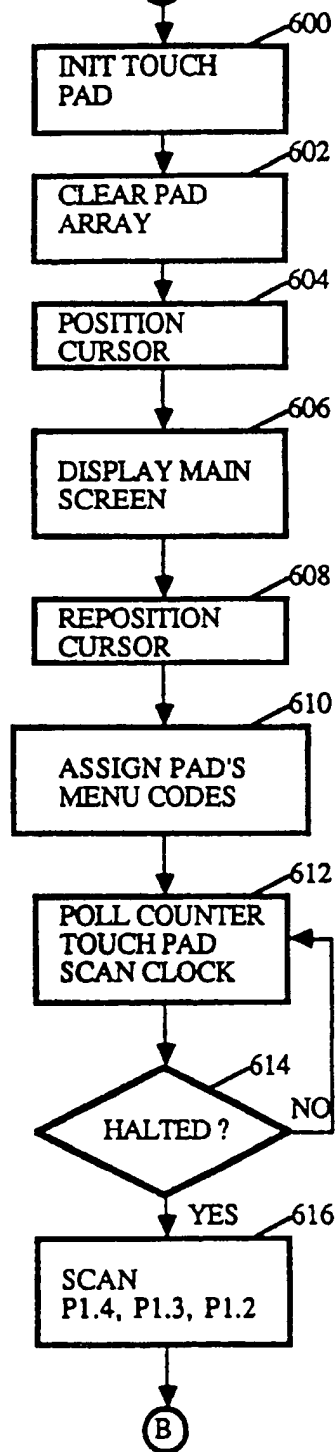 600
INIT TOUCH
PAD
602
CLEAR PAD
ARRAY
604
POSITION
CURSOR
606
DISPLAY MAIN
SCREEN
608
REPOSITION
CURSOR
610
ASSIGN PAD'S
MENU CODES
612
POLL COUNTER
TOUCH PAD
SCAN CLOCK
614
HALTED ?
NO
YES
616
SCAN
P1.4, P1.3, P1.2
B